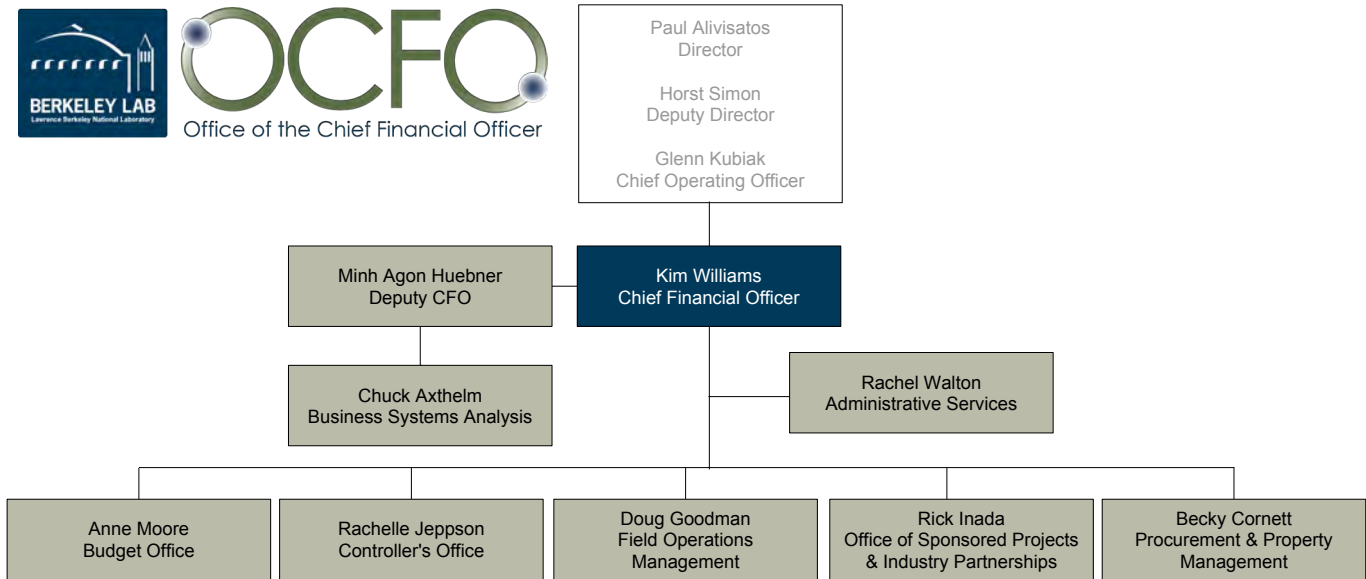 BERKELEY LAB
Lawrence Berkeley National Laboratory
OCFO
Office of the Chief Financial Officer
Paul Alivisatos
Director
Horst Simon
Deputy Director
Glenn Kubiak
Chief Operating Officer
Minh Agon Huebner
Deputy CFO
Kim Williams
Chief Financial Officer
Chuck Axthelm
Business Systems Analysis
Rachel Walton
Administrative Services
Anne Moore
Budget Office
Rachelle Jeppson
Controller's Office
Doug Goodman
Field Operations
Management
Rick Inada
Office of Sponsored Projects
& Industry Partnerships
Becky Cornett
Procurement & Property
Management